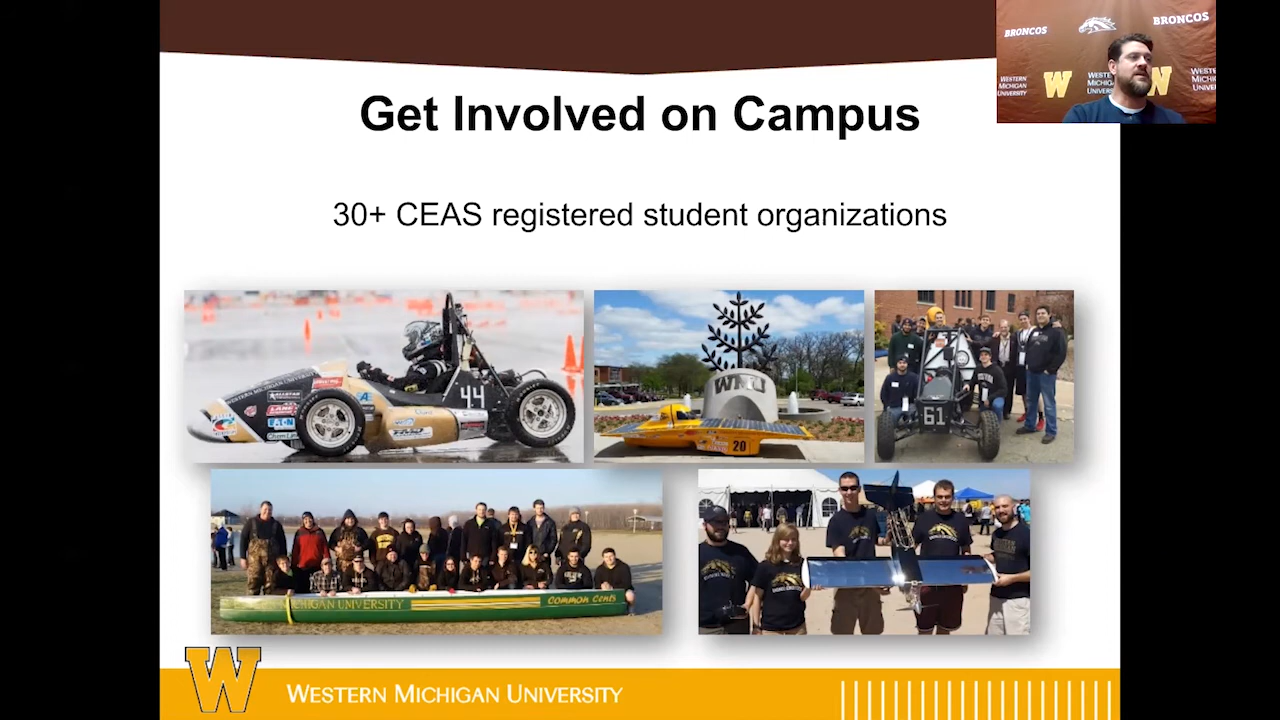 BRONCOS
BRONCOS
WESTERN
MICHIGAN
UNIVERSITY
W
Get Involved on Campus
30+ CEAS registered student organizations
44
EATON
WMU
20
61
MICHIGAN UNIVERSITY
COMMON CENTS
W
WESTERN MICHIGAN UNIVERSITY